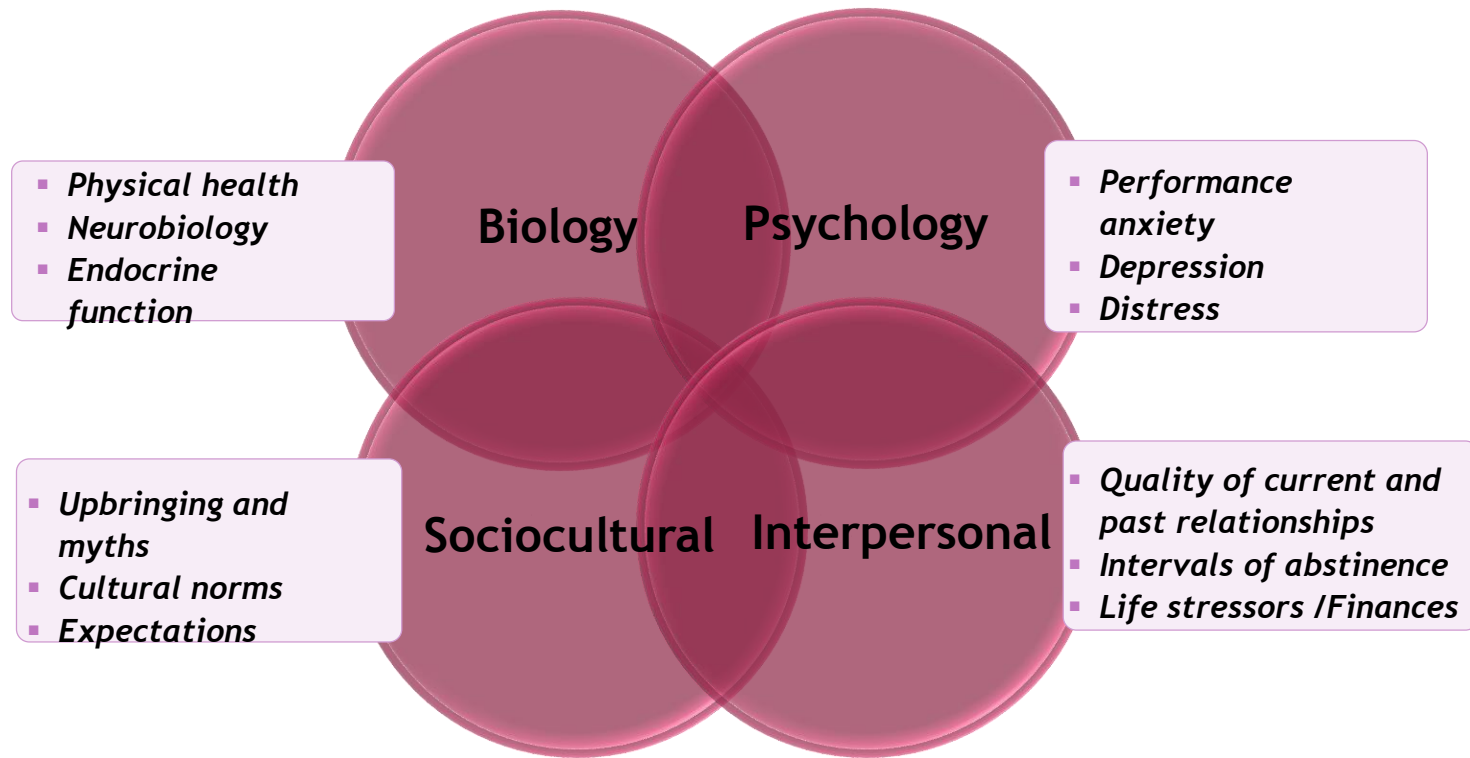 Biology
▪ Physical health
▪ Neurobiology
▪ Endocrine
function
Psychology
▪ Performance
anxiety
▪ Depression
▪ Distress
Sociocultural
▪ Upbringing and
myths
▪ Cultural norms
▪ Expectations
Interpersonal
▪ Quality of current and
past relationships
▪ Intervals of abstinence
▪ Life stressors /Finances